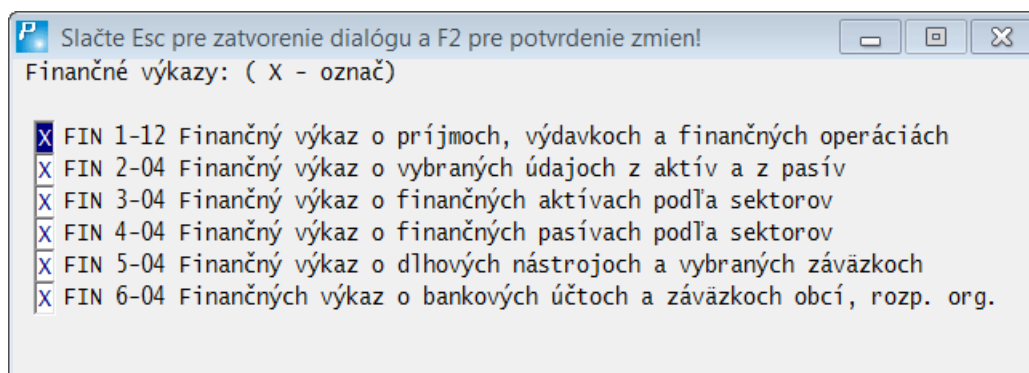 Slačte Esc pre zatvorenie dialógu a F2 pre potvrdenie zmien!
Finančné výkazy: ( X - označ)
X FIN 1-12 Finančný výkaz o príjmoch, výdavkoch a finančných operáciách
X FIN 2-04 Finančný výkaz o vybraných údajoch z aktív a z pasív
X FIN 3-04 Finančný výkaz o finančných aktívach podľa sektorov
X FIN 4-04 Finančný výkaz o finančných pasívach podľa sektorov
X FIN 5-04 Finančný výkaz o dlhových nástrojoch a vybraných záväzkoch
X FIN 6-04 Finančných výkaz o bankových účtoch a záväzkoch obcí, rozp. org.